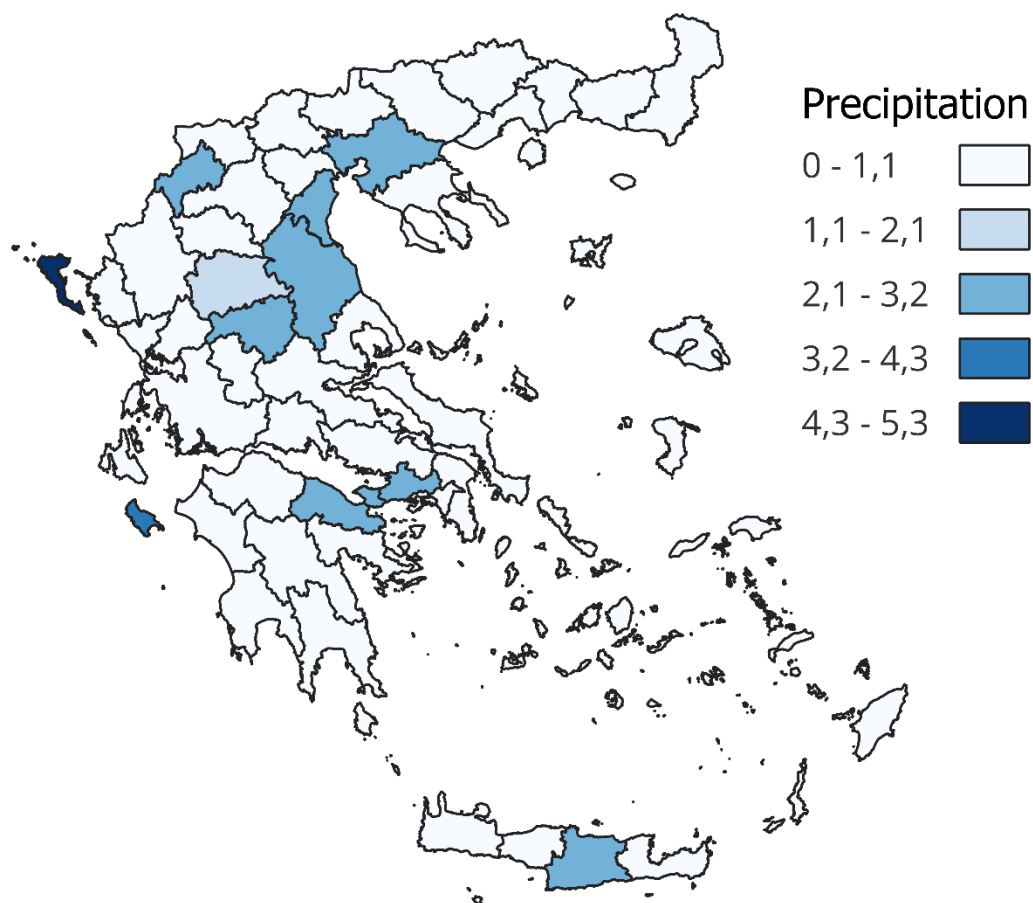 Precipitation
0 - 1,1
1,1 - 2,1
2,1 - 3,2
3,2 - 4,3
4,3 - 5,3